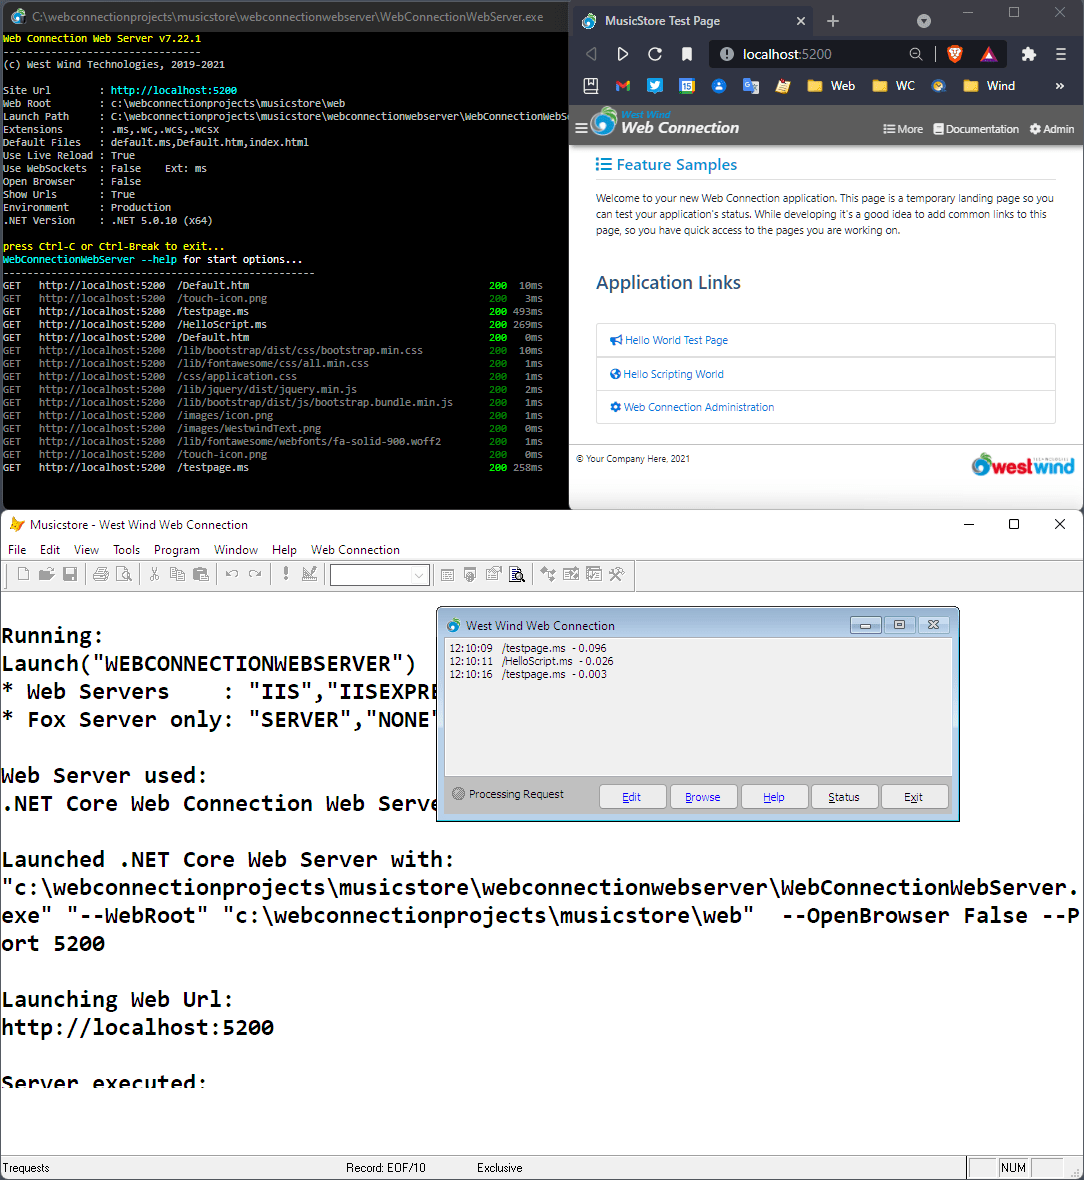 C:\webconnectionprojects\musicstore\webconnectionwebserver\WebConnectionWebServer.exe
Web Connection Web Server v7.22.1
-------------------------------
(c) West Wind Technologies, 2019-2021
Site Url : http://localhost:5200
Web Root : c:\webconnectionprojects\musicstore\web
Launch Path : C:\webconnectionprojects\musicstore\webconnectionwebserver\WebConnectionWebSe
Extensions : .ms,.wc,.wcs,.wcsx
Default Files : default.ms,Default.htm,index.html
Use Live Reload : True
Use WebSockets : False Ext: ms
Open Browser : False
Show Urls : True
Environment : Production
.NET Version : .NET 5.0.10 (x64)
press Ctrl-C or Ctrl-Break to exit...
WebConnectionWebServer --help for start options...
------------------------------------------------
GET http://localhost:5200 /Default.htm 200 10ms
GET http://localhost:5200 /touch-icon.png 200 3ms
GET http://localhost:5200 /testpage.ms 200 493ms
GET http://localhost:5200 /HelloScript.ms 200 269ms
GET http://localhost:5200 /Default.htm 200 0ms
GET http://localhost:5200 /lib/bootstrap/dist/css/bootstrap.min.css 200 10ms
GET http://localhost:5200 /lib/fontawesome/css/all.min.css 200 1ms
GET http://localhost:5200 /css/application.css 200 1ms
GET http://localhost:5200 /lib/jquery/dist/jquery.min.js 200 2ms
GET http://localhost:5200 /lib/bootstrap/dist/js/bootstrap.bundle.min.js 200 1ms
GET http://localhost:5200 /images/icon.png 200 1ms
GET http://localhost:5200 /images/WestwindText.png 200 0ms
GET http://localhost:5200 /lib/fontawesome/webfonts/fa-solid-900.woff2 200 1ms
GET http://localhost:5200 /touch-icon.png 200 0ms
GET http://localhost:5200 /testpage.ms 200 258ms
MusicStore Test Page
localhost:5200
Web WC Wind
West Wind
Web Connection
More Documentation Admin
Feature Samples
Welcome to your new Web Connection application. This page is a temporary landing page so you
can test your application's status. While developing it's a good idea to add common links to this
page, so you have quick access to the pages you are working on.
Application Links
Hello World Test Page
Hello Scripting World
Web Connection Administration
© Your Company Here, 2021
TECHNOLOGIES
westwind
Musicstore - West Wind Web Connection
File Edit View Tools Program Window Help Web Connection
Running:
Launch("WEBCONNECTIONWEBSERVER")
* Web Servers : "IIS","IISEXPRE
* Fox Server only: "SERVER","NONE"
Web Server used:
.NET Core Web Connection Web Serve
Launched .NET Core Web Server with:
"c:\webconnectionprojects\musicstore\webconnectionwebserver\WebConnectionWebServer.
exe" "--WebRoot" "c:\webconnectionprojects\musicstore\web" --OpenBrowser False --P
ort 5200
Launching Web Url:
http://localhost:5200
Server executed:
West Wind Web Connection
12:10:09 /testpage.ms - 0.096
12:10:11 /HelloScript.ms - 0.026
12:10:16 /testpage.ms - 0.003
Processing Request Edit Browse Help Status Exit
Trequests Record: EOF/10 Exclusive NUM